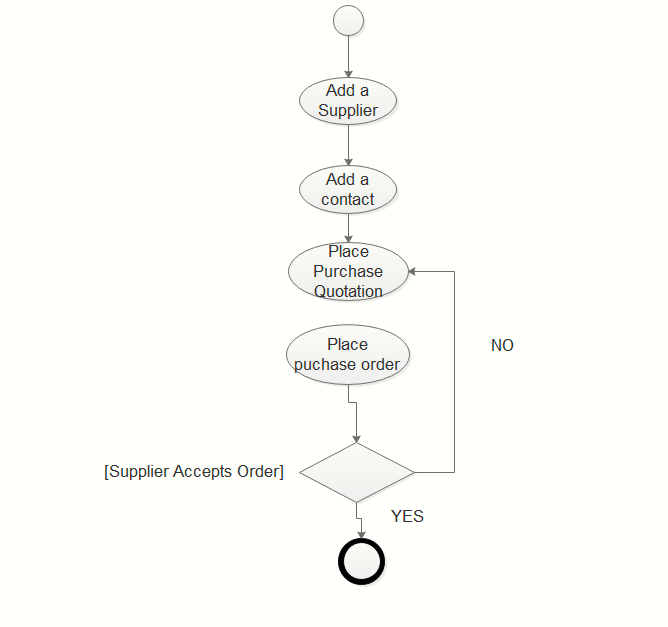 Add a
Supplier
Add a
contact
Place
Purchase
Quotation
Place
puchase order
NO
[Supplier Accepts Order]
YES